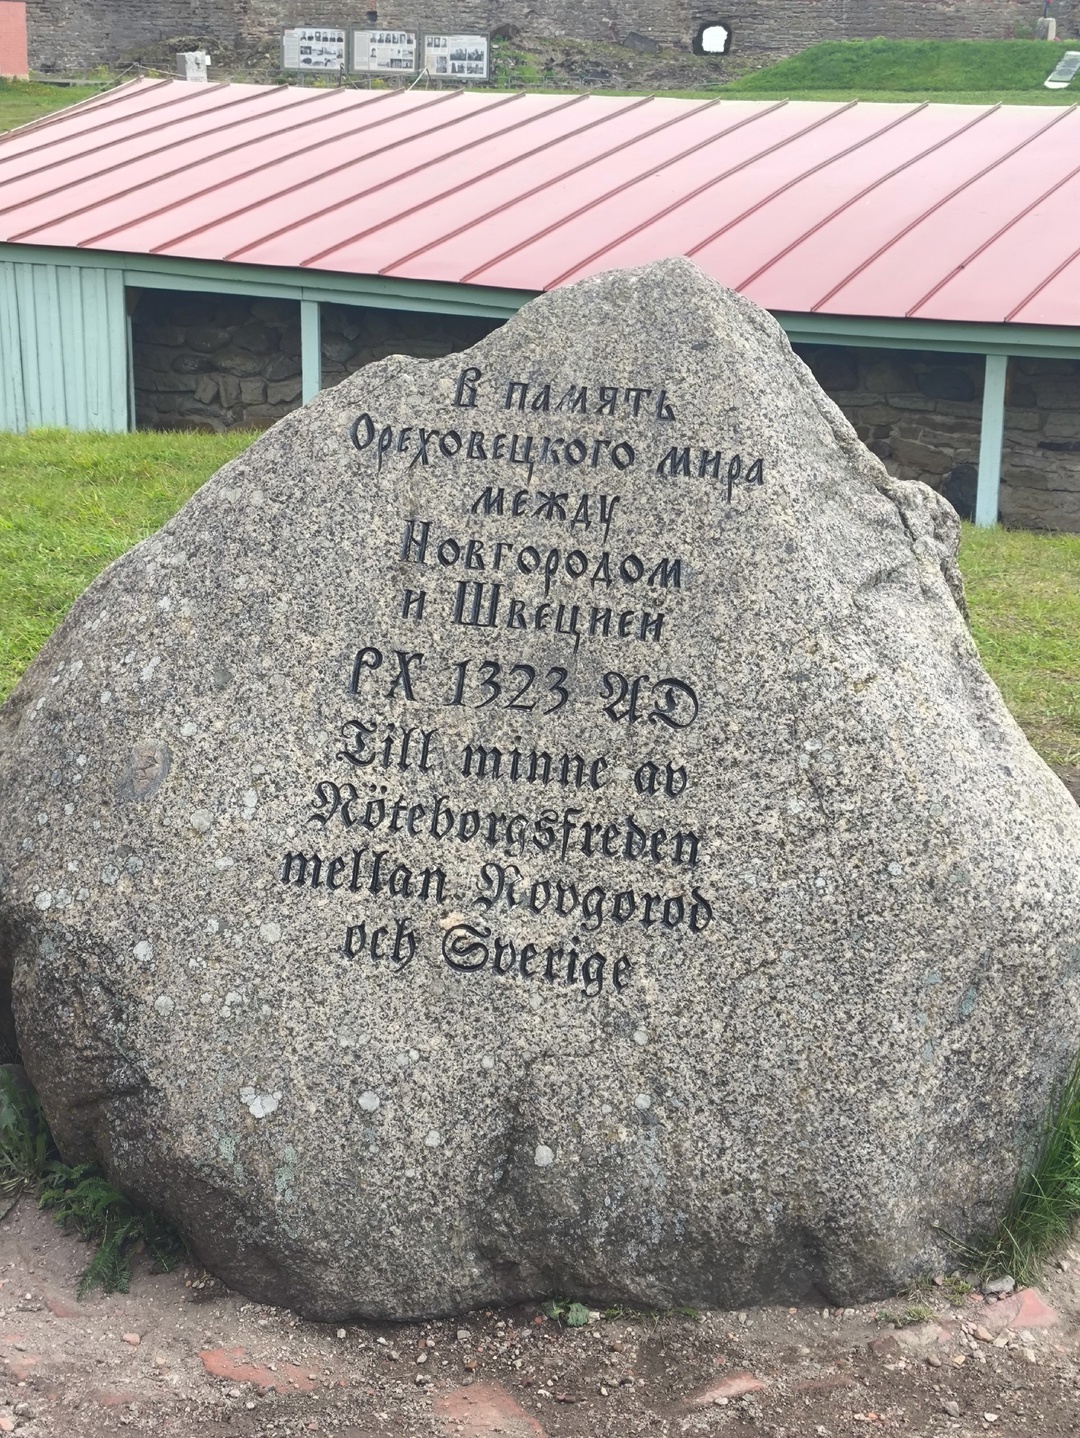 В память
Ореховецкого мира
между
Новгородом
и Швецией
РХ 1323 AD
Till minne av
Nöteborgsfreden
mellan Novgorod
och Sverige